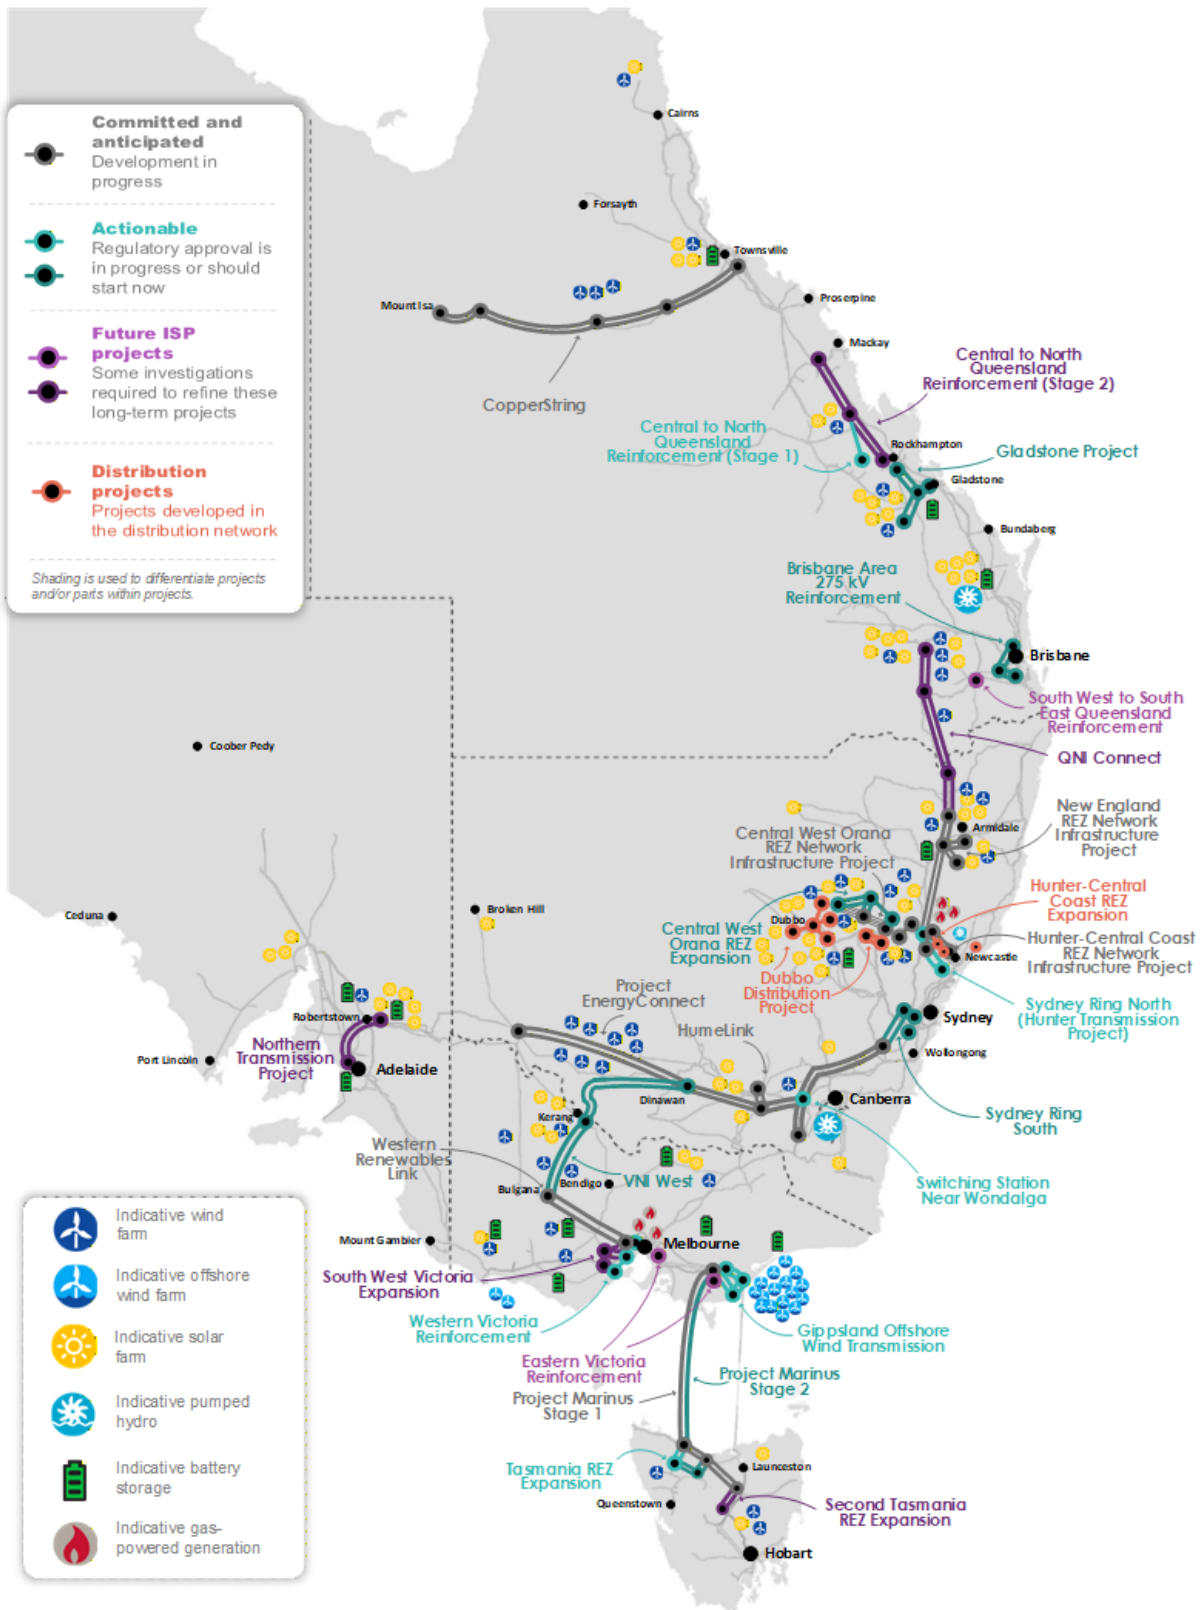 Committed and
anticipated
Development in
progress
Actionable
Regulatory approval is
in progress or should
start now
Future ISP
projects
Some investigations
required to refine these
long-term projects
Distribution
projects
Projects developed in
the distribution network
Shading is used to differentiate projects
and/or parts within projects.
Cairns
Forsayth
Townsville
Mount Isa
Proserpine
Mackay
CopperString
Central to North
Queensland
Reinforcement (Stage 2)
Central to North
Queensland
Reinforcement (Stage 1)
Rockhampton
Gladstone Project
Gladstone
Bundaberg
Brisbane Area
275 kV
Reinforcement
Brisbane
South West to South
East Queensland
Reinforcement
QNI Connect
Coober Pedy
New England
REZ Network
Infrastructure
Project
Armidale
Central West Orana
REZ Network
Infrastructure Project
Hunter-Central
Coast REZ
Expansion
Ceduna
Broken Hill
Dubbo
Central West
Orana REZ
Expansion
Hunter-Central Coast
REZ Network
Infrastructure Project
Newcastle
Dubbo
Distribution
Project
Project
EnergyConnect
HumeLink
Sydney Ring North
(Hunter Transmission
Project)
Robertstown
Sydney
Northern
Transmission
Project
Port Lincoln
Adelaide
Wollongong
Dinawan
Canberra
Kerang
Sydney Ring
South
Western
Renewables
Link
VNI West
Bendigo
Bulgana
Switching Station
Near Wondalga
Mount Gambier
Melbourne
South West Victoria
Expansion
Western Victoria
Reinforcement
Gippsland Offshore
Wind Transmission
Eastern Victoria
Reinforcement
Project Marinus
Stage 2
Project Marinus
Stage 1
Tasmania REZ
Expansion
Launceston
Queenstown
Second Tasmania
REZ Expansion
Hobart
Indicative wind
farm
Indicative offshore
wind farm
Indicative solar
farm
Indicative pumped
hydro
Indicative battery
storage
Indicative gas-
powered generation